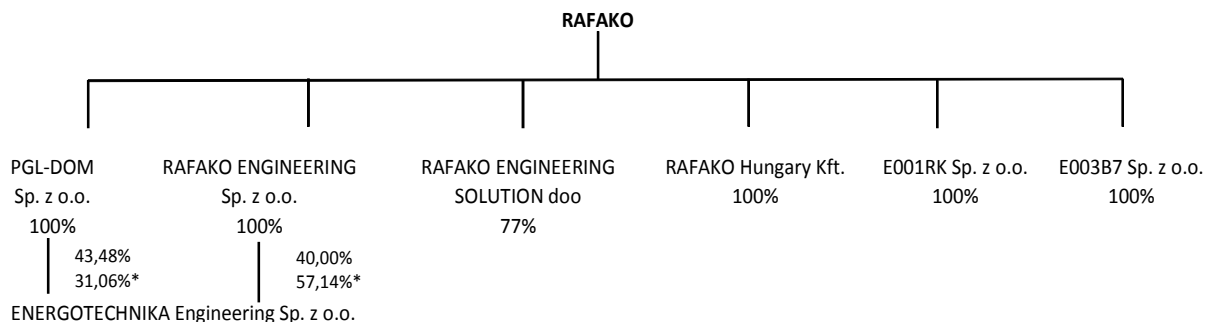 RAFAKO
PGL-DOM
Sp. z o.o.
100%
RAFAKO ENGINEERING
Sp. z o.o.
100%
RAFAKO ENGINEERING
SOLUTION doo
77%
RAFAKO Hungary Kft.
100%
E001RK Sp. z o.o.
100%
E003B7 Sp. z o.o.
100%
43,48%
31,06%*
40,00%
57,14%*
ENERGOTECHNIKA Engineering Sp. z o.o.